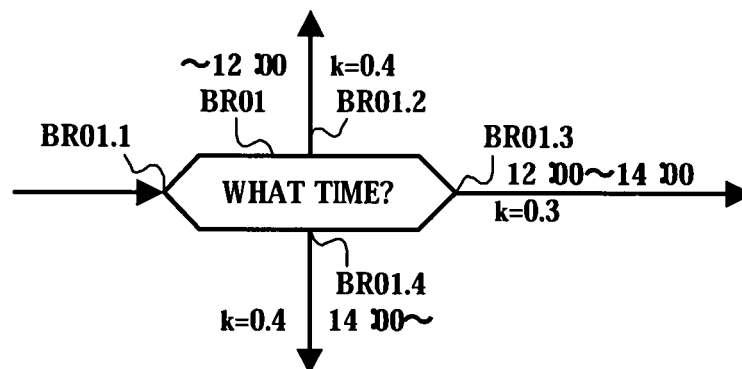 ~12:00 k=0.4
BR01 BR01.2
BR01.1 BR01.3
WHAT TIME? 12:00~14:00
k=0.3
BR01.4
k=0.4 14:00~